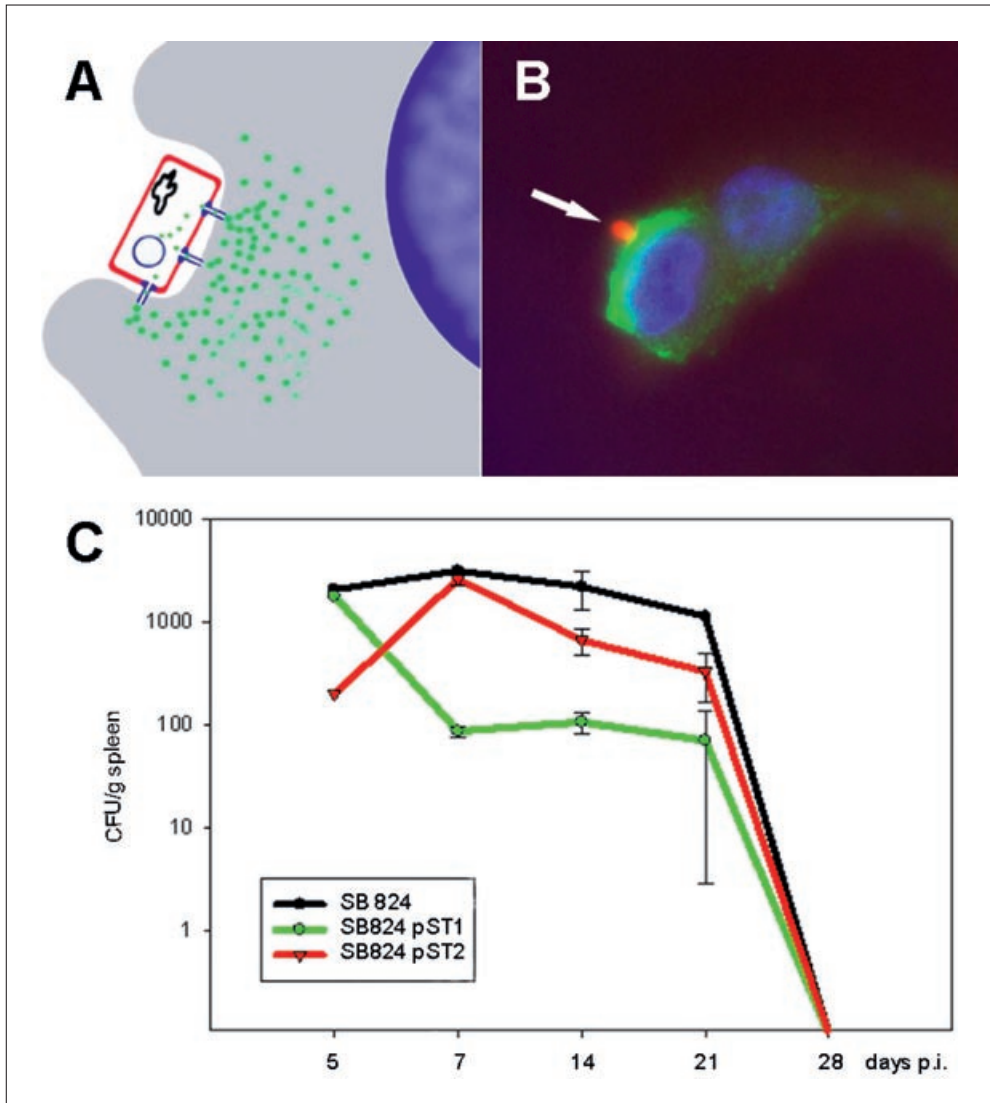 A
B
C
10000
1000
100
10
1
CFU/g spleen
SB 824
SB824 pST1
SB824 pST2
5 7 14 21 28 days p.i.